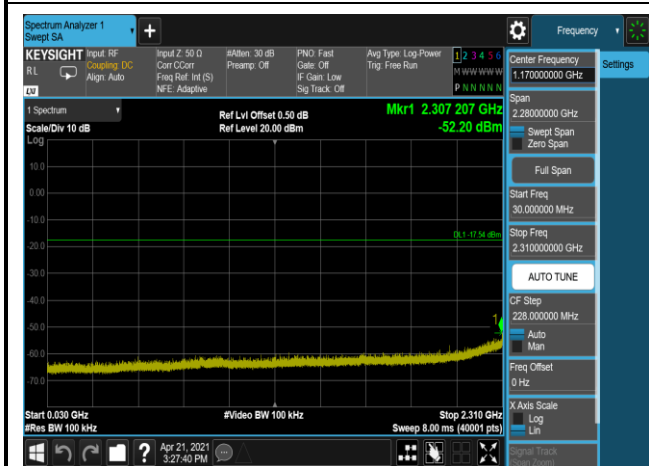 Spectrum Analyzer 1
Swept SA
Frequency
KEYSIGHT
RL
LXI
Input: RF
Coupling: DC
Align: Auto
Input Z: 50 Ω
Corr CCorr
Freq Ref: Int (S)
NFE: Adaptive
#Atten: 30 dB
Preamp: Off
PNO: Fast
Gate: Off
IF Gain: Low
Sig Track: Off
Avg Type: Log-Power
Trig: Free Run
1 2 3 4 5 6
M W W W W W
P N N N N N
Center Frequency
1.170000000 GHz
Settings
Span
2.28000000 GHz
Swept Span
Zero Span
Full Span
Start Freq
30.000000 MHz
Stop Freq
2.310000000 GHz
AUTO TUNE
CF Step
228.000000 MHz
Auto
Man
Freq Offset
0 Hz
X Axis Scale
Log
Lin
Signal Track
(Span Zoom)
1 Spectrum
Scale/Div 10 dB
Ref Lvl Offset 0.50 dB
Ref Level 20.00 dBm
Mkr1 2.307 207 GHz
-52.20 dBm
Log
10.0
0.00
-10.0
DL1 -17.54 dBm
-20.0
-30.0
-40.0
-50.0
1
-60.0
-70.0
Start 0.030 GHz
#Res BW 100 kHz
#Video BW 100 kHz
Stop 2.310 GHz
Sweep 8.00 ms (40001 pts)
? Apr 21, 2021
3:27:40 PM